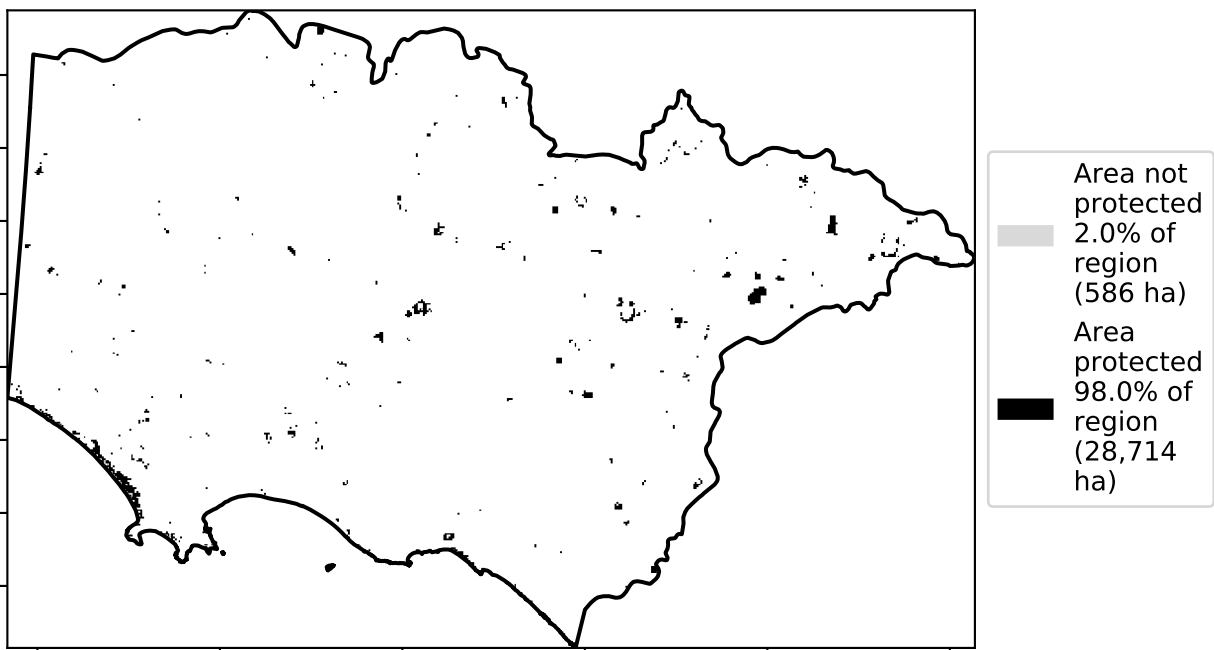 Area not
protected
2.0% of
region
(586 ha)
Area
protected
98.0% of
region
(28,714
ha)